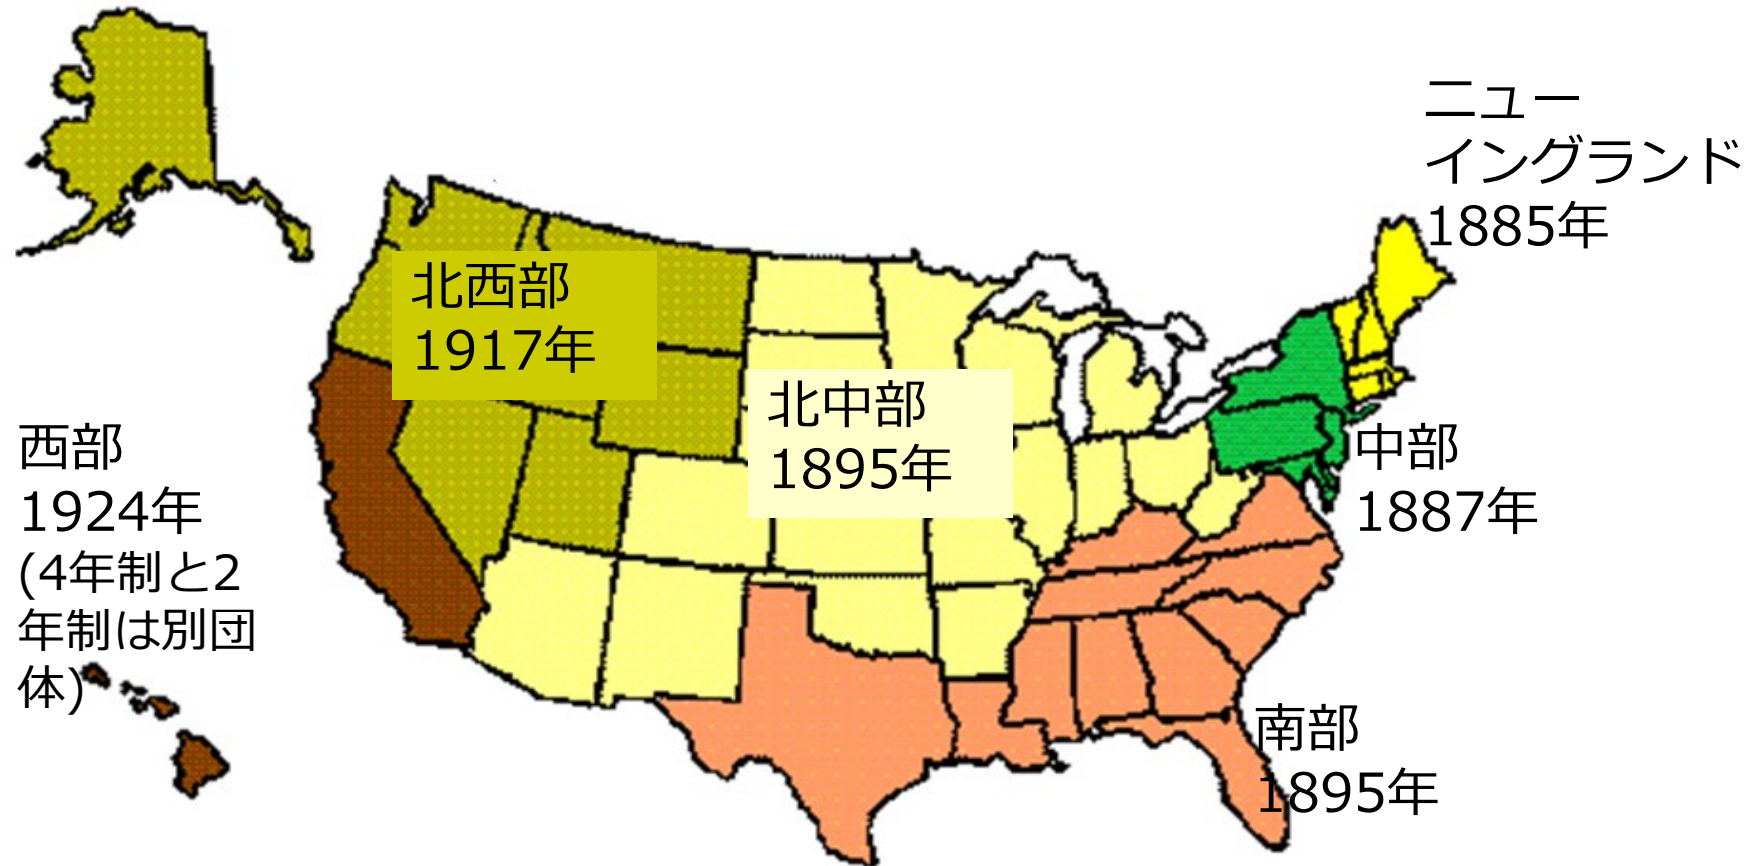 ニュー
イングランド
1885年
北西部
1917年
北中部
1895年
西部
1924年
(4年制と2
年制は別団
体)
中部
1887年
南部
1895年